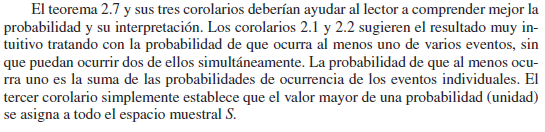 El teorema 2.7 y sus tres corolarios deberían ayudar al lector a comprender mejor la
probabilidad y su interpretación. Los corolarios 2.1 y 2.2 sugieren el resultado muy in-
tuitivo tratando con la probabilidad de que ocurra al menos uno de varios eventos, sin
que puedan ocurrir dos de ellos simultáneamente. La probabilidad de que al menos ocu-
rra uno es la suma de las probabilidades de ocurrencia de los eventos individuales. El
tercer corolario simplemente establece que el valor mayor de una probabilidad (unidad)
se asigna a todo el espacio muestral S.